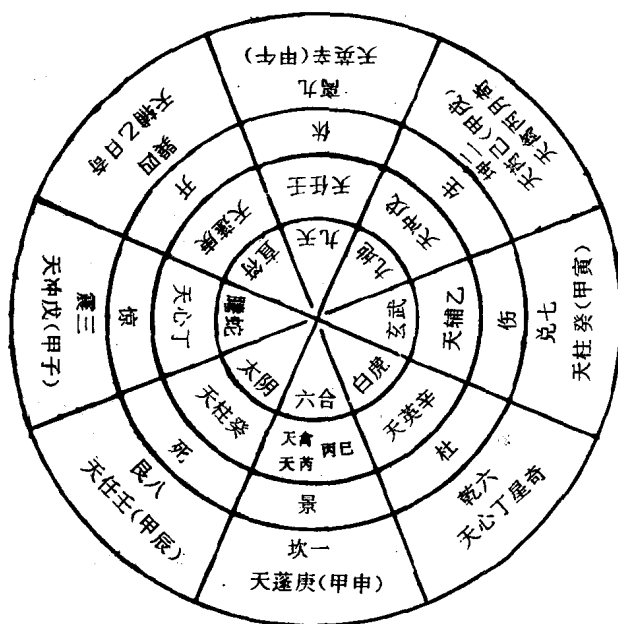 天英辛(甲午)
离九
休
天任壬
九天
天禽丙月奇
天芮己(甲戌)
坤二
生
天冲戊
九地
天柱癸(甲寅)
兑七
伤
天辅乙
玄武
天心丁星奇
乾六
杜
天英辛
白虎
六合
天禽 丙巳
天芮
景
坎一
天蓬庚(甲申)
太阴
天柱癸
死
艮八
天任壬(甲辰)
螣蛇
天心丁
惊
震三
天冲戊(甲子)
直符
天蓬庚
开
巽四
天辅乙日奇